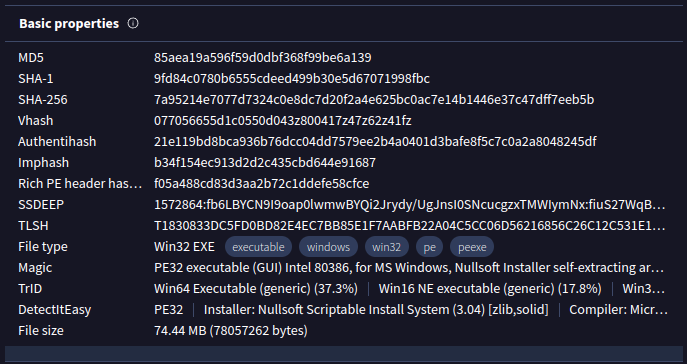 Basic properties
MD5 85aea19a596f59d0dbf368f99be6a139
SHA-1 9fd84c0780b6555cdeed499b30e5d67071998fbc
SHA-256 7a95214e7077d7324c0e8dc7d20f2a4e625bc0ac7e14b1446e37c47dff7eeb5b
Vhash 077056655d1c0550d043z800417z47z62z41fz
Authentihash 21e119bd8bca936b76dcc04dd7579ee2b4a0401d3bafe8f5c7c0a2a8048245df
Imphash b34f154ec913d2d2c435cbd644e91687
Rich PE header has... f05a488cd83d3aa2b72c1ddefe58cfce
SSDEEP 1572864:fb6LBYCN9I9oap0lwmwBYQi2Jrydy/UgJnsI0SNcucgzxTMWIymNx:fiuS27WqB...
TLSH T1830833DC5FD0BD82E4EC7BB85E1F7AABFB22A04C5CC06D56216856C26C12C531E1...
File type Win32 EXE executable windows win32 pe peexe
Magic PE32 executable (GUI) Intel 80386, for MS Windows, Nullsoft Installer self-extracting ar...
TrID Win64 Executable (generic) (37.3%) | Win16 NE executable (generic) (17.8%) | Win3...
DetectItEasy PE32 | Installer: Nullsoft Scriptable Install System (3.04) [zlib,solid] | Compiler: Micr...
File size 74.44 MB (78057262 bytes)